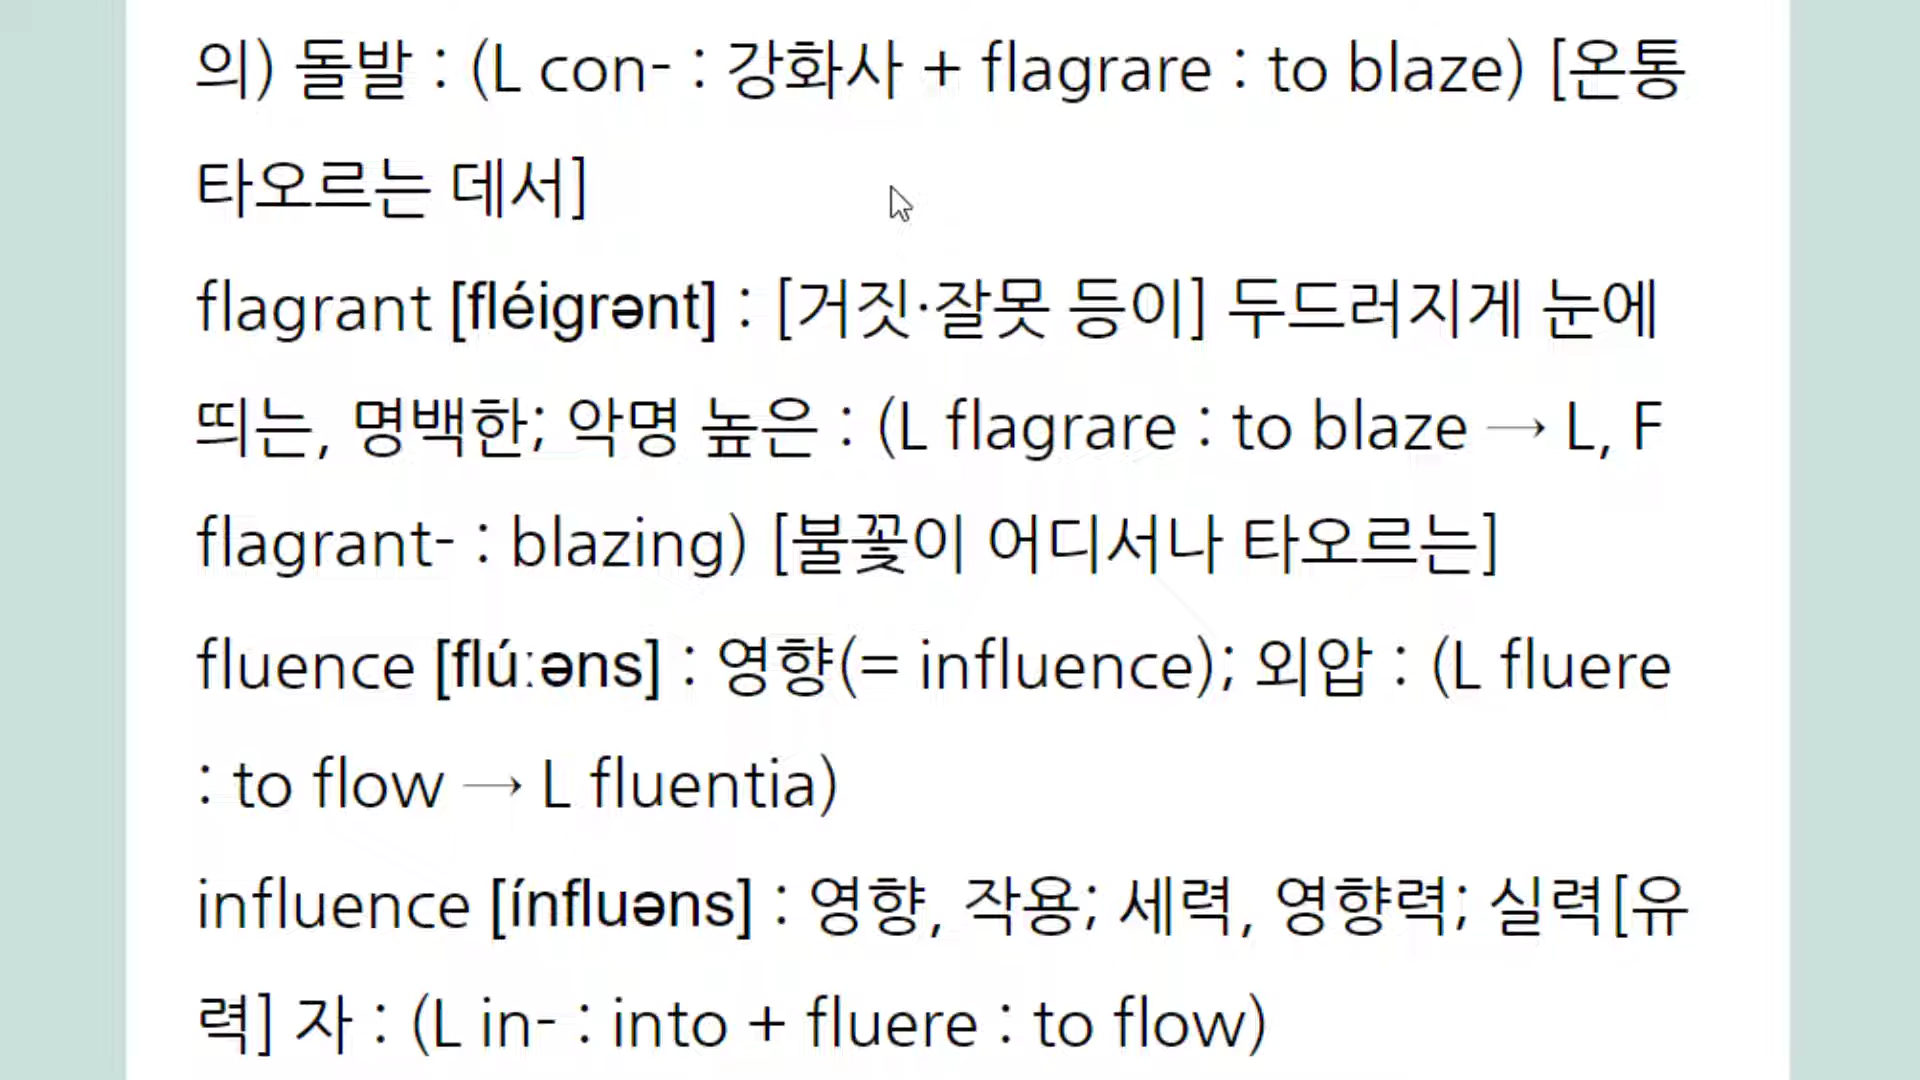 의) 돌발 : (L con- : 강화사 + flagrare : to blaze) [온통
타오르는 데서]
flagrant [fléigrənt] : [거짓·잘못 등이] 두드러지게 눈에
띄는, 명백한; 악명 높은 : (L flagrare : to blaze → L, F
flagrant- : blazing) [불꽃이 어디서나 타오르는]
fluence [flúːəns] : 영향(= influence); 외압 : (L fluere
: to flow → L fluentia)
influence [ínfluəns] : 영향, 작용; 세력, 영향력; 실력[유
력] 자 : (L in- : into + fluere : to flow)